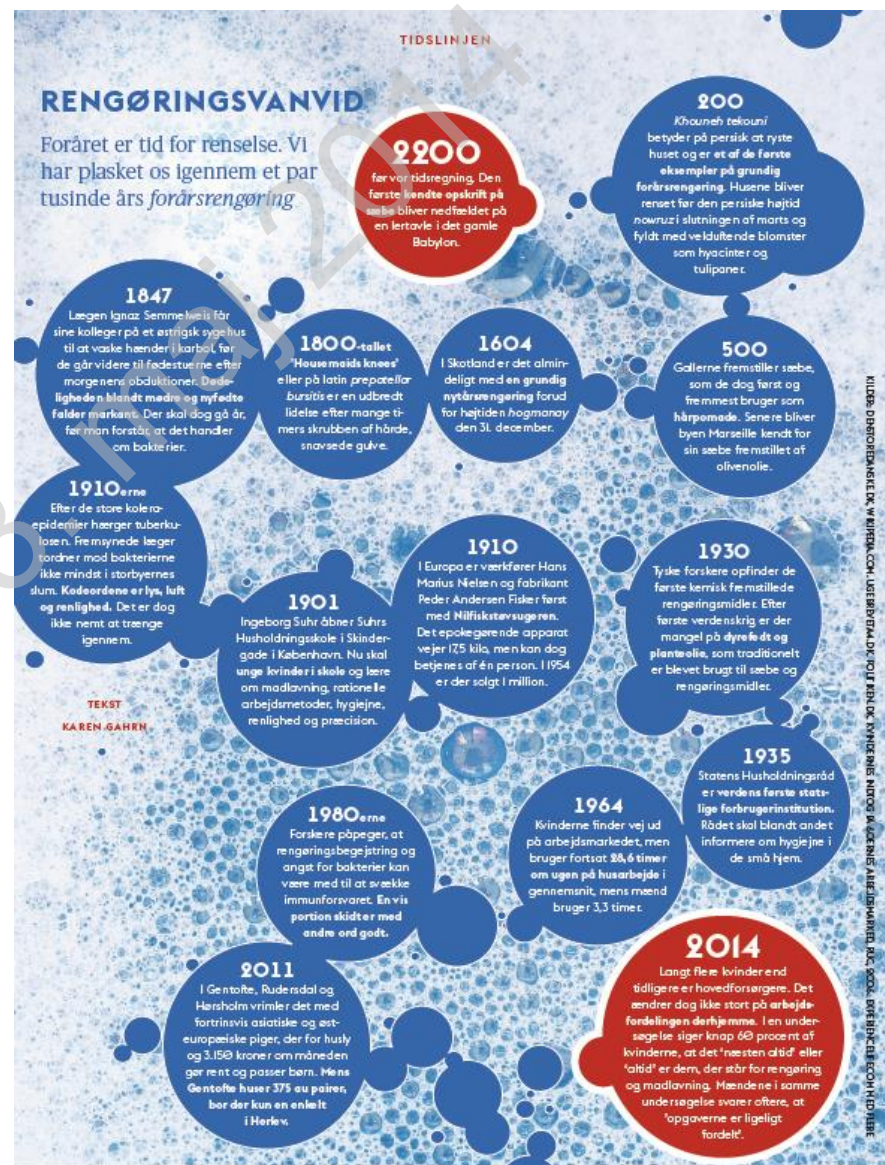 TIDSLINJEN
RENGØRINGSVANVID
Foråret er tid for renselse. Vi
har plasket os igennem et par
tusinde års forårsrengøring
2200
før vor tidsregning. Den
første kendte opskrift på
sæbe bliver nedfældet på
en lertavle i det gamle
Babylon.
200
Khouneh tekouni
betyder på persisk at ryste
huset og er et af de første
eksempler på grundig
forårsrengøring. Husene bliver
renset før den persiske højtid
nowruz i slutningen af marts og
fyldt med velduftende blomster
som hyacinter og
tulipaner.
500
Gallerne fremstiller sæbe,
som de dog først og
fremmest bruger som
hårpomade. Senere bliver
byen Marseille kendt for
sin sæbe fremstillet af
olivenolie.
1604
I Skotland er det almin-
deligt med en grundig
nytårsrengøring forud
for højtiden hogmanay
den 31. december.
1800-tallet
'Housemaids knees'
eller på latin prepatellar
bursitis er en udbredt
lidelse efter mange ti-
mers skrubben af hårde,
snavsede gulve.
1847
Lægen Ignaz Semmelweis får
sine kolleger på et østrigsk sygehus
til at vaske hænder i karbol, før
de går videre til fødestuerne efter
morgenens obduktioner. Døde-
ligheden blandt mødre og nyfødte
falder markant. Der skal dog gå år,
før man forstår, at det handler
om bakterier.
1910erne
Efter de store kolera-
epidemier hærger tuberku-
losen. Fremsynede læger
tordner mod bakterierne
ikke mindst i storbyernes
slum. Kodeordene er lys, luft
og renlighed. Det er dog
ikke nemt at trænge
igennem.
1901
Ingeborg Suhr åbner Suhrs
Husholdningsskole i Skinder-
gade i København. Nu skal
unge kvinder i skole og lære
om madlavning, rationelle
arbejdsmetoder, hygiejne,
renlighed og præcision.
1910
I Europa er værkfører Hans
Marius Nielsen og fabrikant
Peder Andersen Fisker først
med Nilfiskstøvsugeren.
Det epokegørende apparat
vejer 17,5 kilo, men kan dog
betjenes af én person. I 1954
er der solgt 1 million.
1930
Tyske forskere opfinder de
første kemisk fremstillede
rengøringsmidler. Efter
første verdenskrig er der
mangel på dyrefedt og
planteolie, som traditionelt
er blevet brugt til sæbe og
rengøringsmidler.
TEKST
KAREN GAHRN
1935
Statens Husholdningsråd
er verdens første stats-
lige forbrugerinstitution.
Rådet skal blandt andet
informere om hygiejne i
de små hjem.
1964
Kvinderne finder vej ud
på arbejdsmarkedet, men
bruger fortsat 28,6 timer
om ugen på husarbejde i
gennemsnit, mens mænd
bruger 3,3 timer.
1980erne
Forskere påpeger, at
rengøringsbegejstring og
angst for bakterier kan
være med til at svække
immunforsvaret. En vis
portion skidt er med
andre ord godt.
2011
I Gentofte, Rudersdal og
Hørsholm vrimler det med
fortrinsvis asiatiske og øst-
europæiske piger, der for husly
og 3.150 kroner om måneden
gør rent og passer børn. Mens
Gentofte huser 375 au pairer,
bor der kun en enkelt
i Herlev.
2014
Langt flere kvinder end
tidligere er hovedforsørgere. Det
ændrer dog ikke stort på arbejds-
fordelingen derhjemme. I en under-
søgelse siger knap 60 procent af
kvinderne, at det 'næsten altid' eller
'altid' er dem, der står for rengøring
og madlavning. Mændene i samme
undersøgelse svarer oftere, at
'opgaverne er ligeligt
fordelt'.
KILDER: DENSTOREDANSKE.DK, WIKIPEDIA.COM, UGEBREVETA4.DK, POLITIKEN.DK, KVINDERNES INDTOG PÅ 60ERNES ARBEJDSMARKED, RUC, 2006. EXPERIENCELIFE.COM MED FLERE
maj 2014